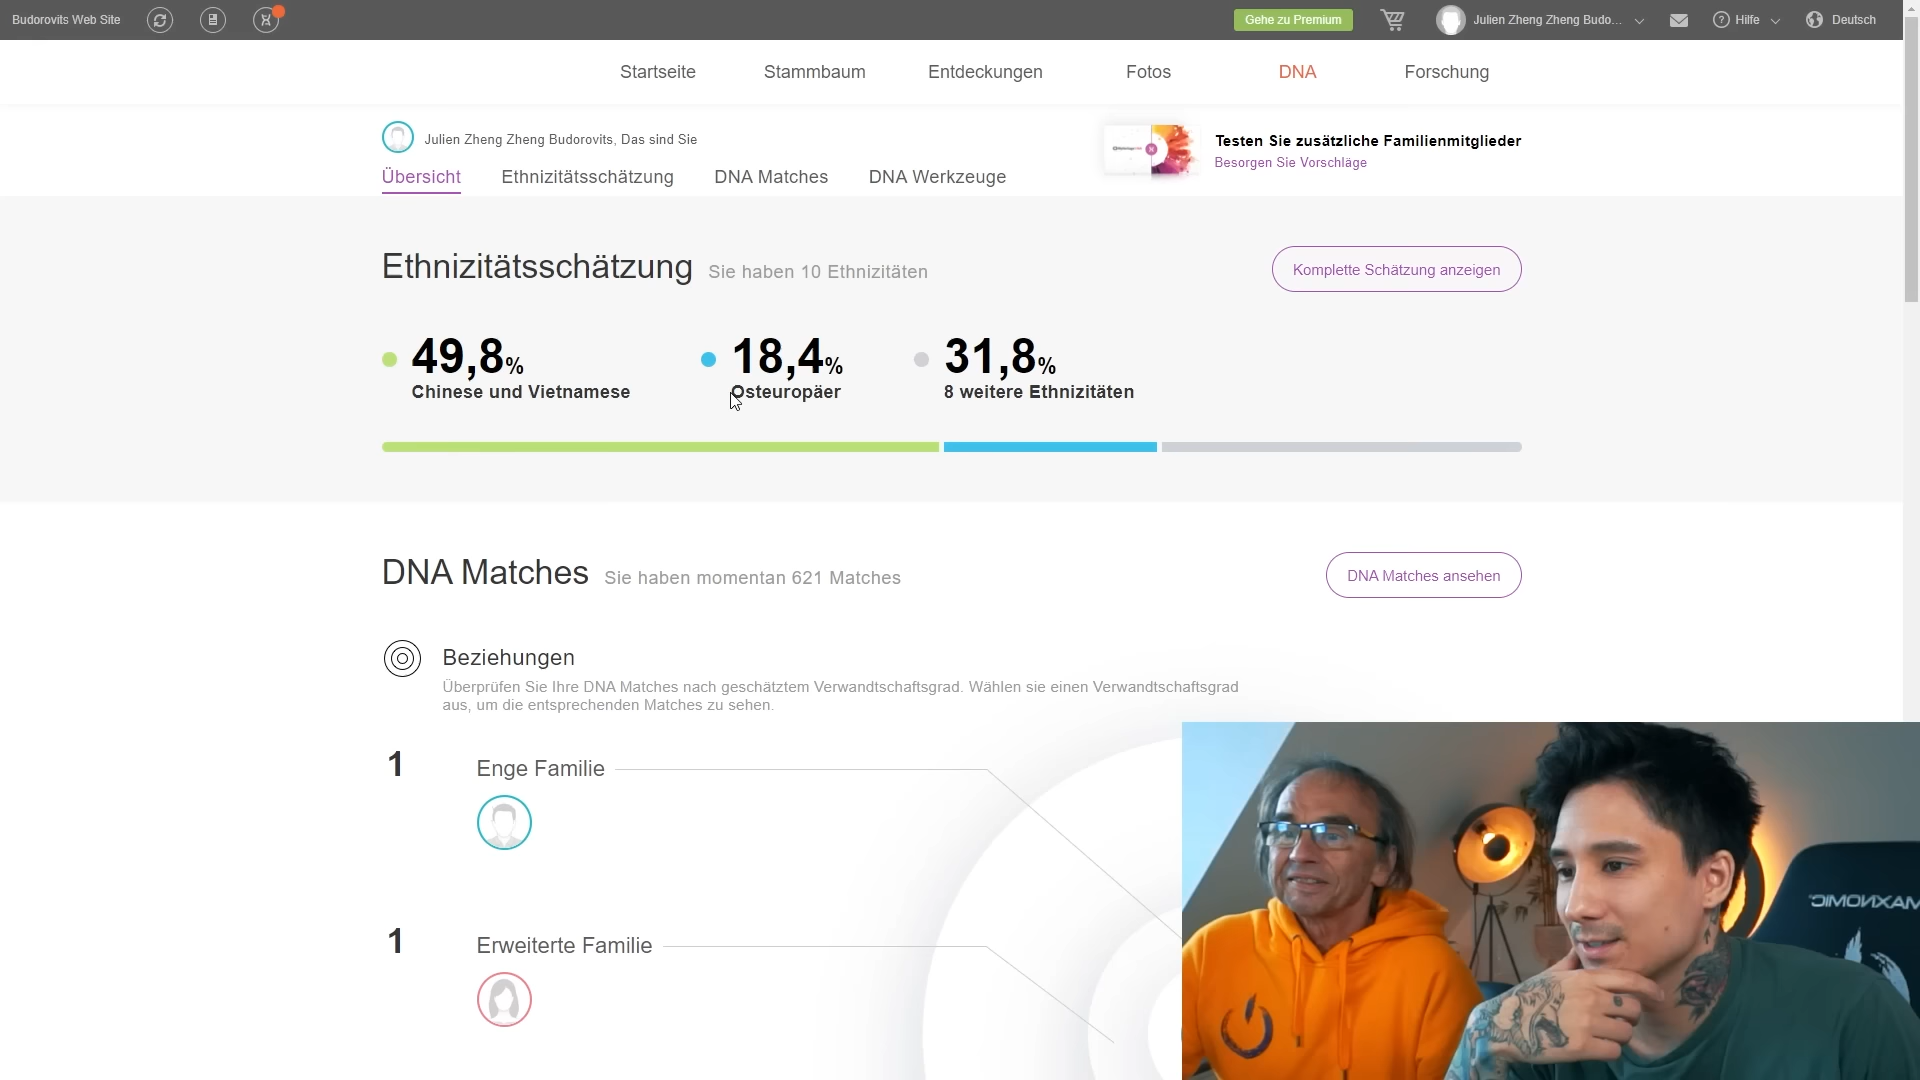 Budorovits Web Site
Gehe zu Premium
Julien Zheng Zheng Budo...
Hilfe
Deutsch
Startseite
Stammbaum
Entdeckungen
Fotos
DNA
Forschung
Julien Zheng Zheng Budorovits, Das sind Sie
Testen Sie zusätzliche Familienmitglieder
Besorgen Sie Vorschläge
Übersicht
Ethnizitätsschätzung
DNA Matches
DNA Werkzeuge
Ethnizitätsschätzung Sie haben 10 Ethnizitäten
Komplette Schätzung anzeigen
49,8%
Chinese und Vietnamese
18,4%
Osteuropäer
31,8%
8 weitere Ethnizitäten
DNA Matches Sie haben momentan 621 Matches
DNA Matches ansehen
Beziehungen
Überprüfen Sie Ihre DNA Matches nach geschätztem Verwandtschaftsgrad. Wählen sie einen Verwandtschaftsgrad
aus, um die entsprechenden Matches zu sehen.
1
Enge Familie
1
Erweiterte Familie